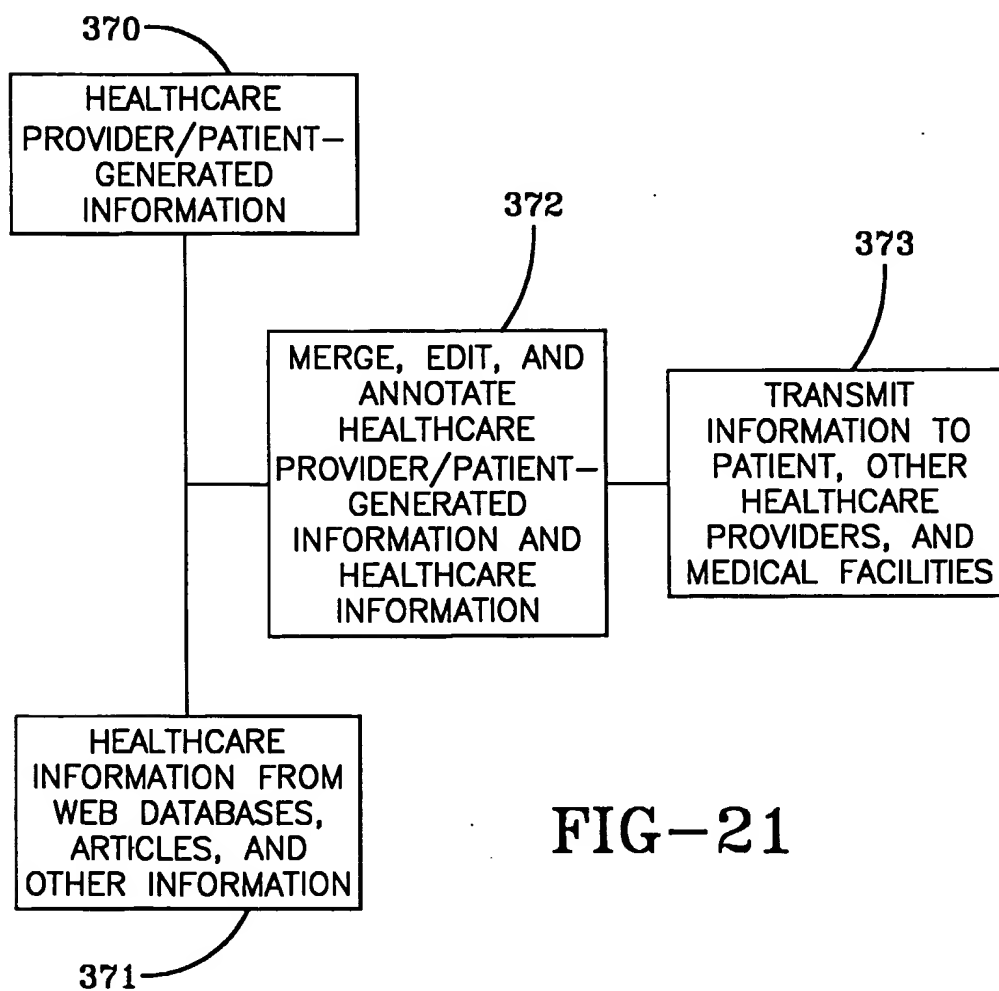 370
HEALTHCARE
PROVIDER/PATIENT-
GENERATED
INFORMATION
372
MERGE, EDIT, AND
ANNOTATE
HEALTHCARE
PROVIDER/PATIENT-
GENERATED
INFORMATION AND
HEALTHCARE
INFORMATION
373
TRANSMIT
INFORMATION TO
PATIENT, OTHER
HEALTHCARE
PROVIDERS, AND
MEDICAL FACILITIES
HEALTHCARE
INFORMATION FROM
WEB DATABASES,
ARTICLES, AND
OTHER INFORMATION
371
FIG-21